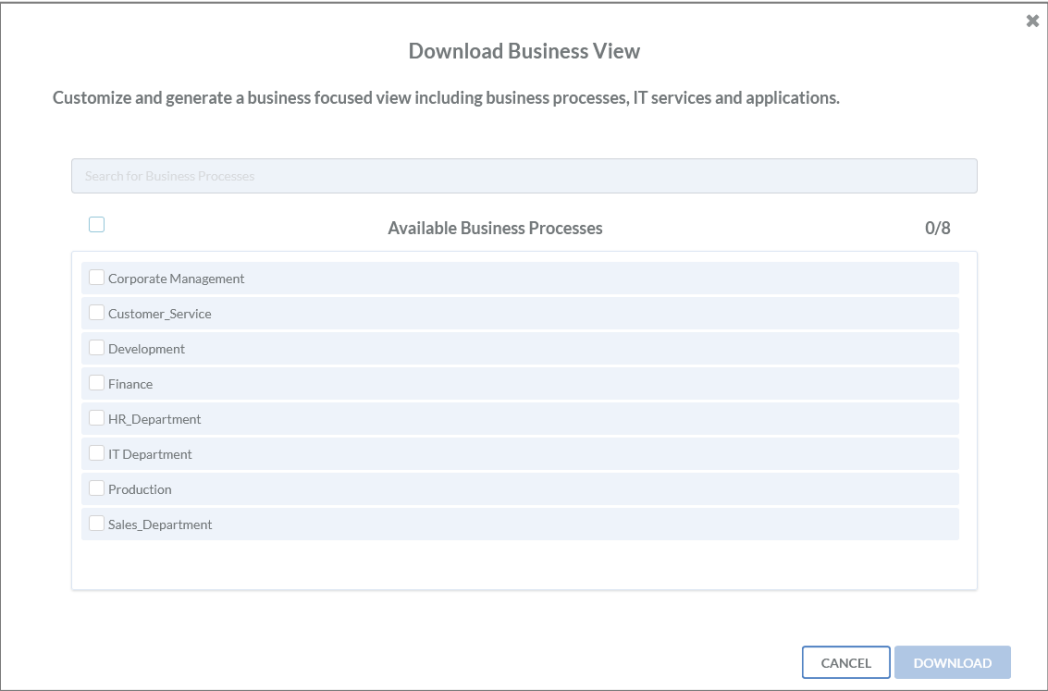 Download Business View
Customize and generate a business focused view including business processes, IT services and applications.
Search for Business Processes
Available Business Processes 0/8
Corporate Management
Customer_Service
Development
Finance
HR_Department
IT Department
Production
Sales_Department
CANCEL DOWNLOAD